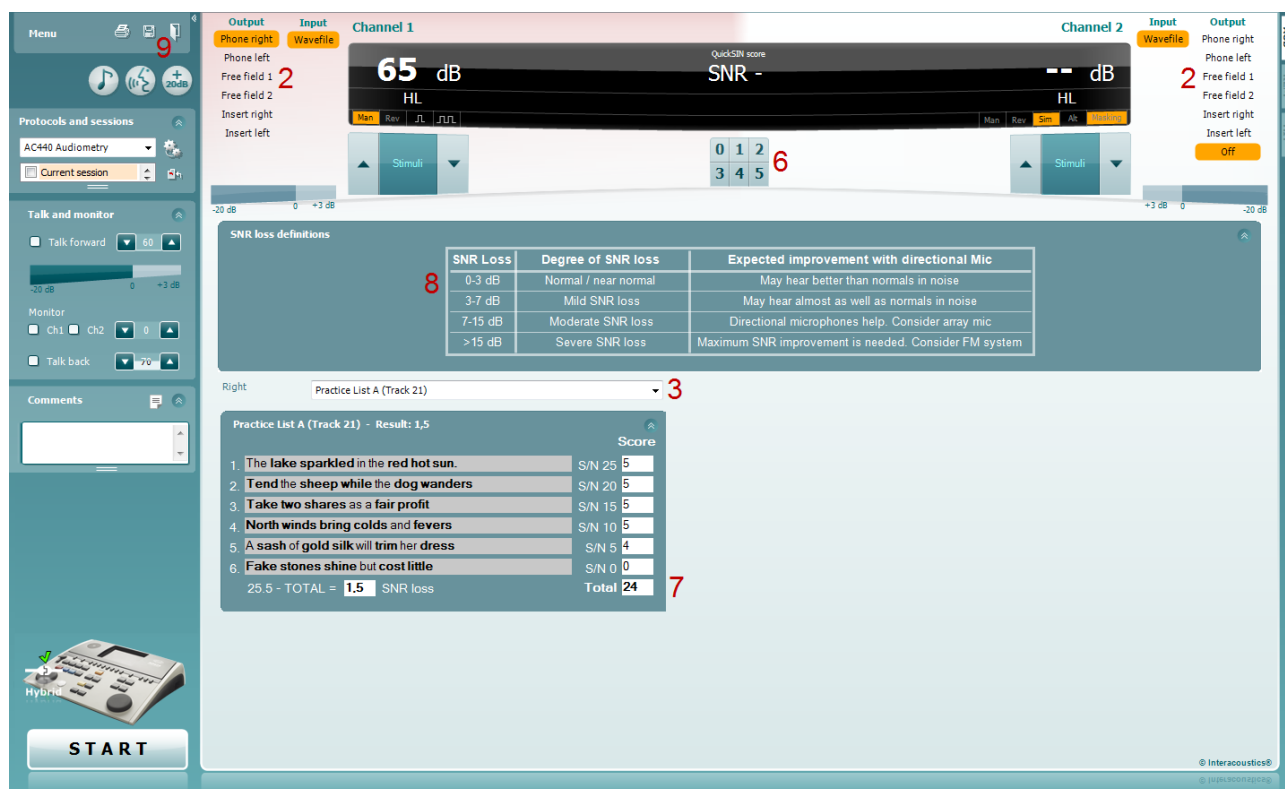 Menu
9
20dB
Protocols and sessions
AC440 Audiometry
Current session
Talk and monitor
Talk forward 60
-20 dB 0 +3 dB
Monitor
Ch1 Ch2 0
Talk back 70
Comments
Hybrid
START
Output Input Channel 1
Phone right Wavefile
Phone left
Free field 1 2
Free field 2
Insert right
Insert left
65 dB
HL
Man Rev
QuickSIN score
SNR -
Channel 2 Input Output
Wavefile Phone right
Phone left
2 Free field 1
Free field 2
Insert right
Insert left
Off
-- dB
HL
Man Rev Sim Alt Masking
Stimuli
0 1 2
3 4 5
6
Stimuli
-20 dB 0 +3 dB
+3 dB 0 -20 dB
SNR loss definitions
8
SNR Loss Degree of SNR loss Expected improvement with directional Mic
0-3 dB Normal / near normal May hear better than normals in noise
3-7 dB Mild SNR loss May hear almost as well as normals in noise
7-15 dB Moderate SNR loss Directional microphones help. Consider array mic
>15 dB Severe SNR loss Maximum SNR improvement is needed. Consider FM system
Right Practice List A (Track 21) 3
Practice List A (Track 21) - Result: 1,5
Score
1. The lake sparkled in the red hot sun. S/N 25 5
2. Tend the sheep while the dog wanders S/N 20 5
3. Take two shares as a fair profit S/N 15 5
4. North winds bring colds and fevers S/N 10 5
5. A sash of gold silk will trim her dress S/N 5 4
6. Fake stones shine but cost little S/N 0 0
25.5 - TOTAL = 1,5 SNR loss Total 24 7
© Interacoustics®